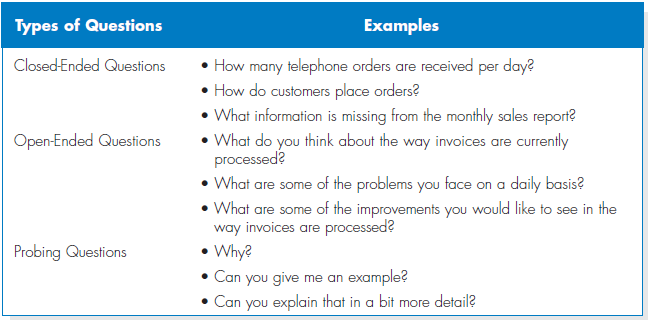 Types of Questions Examples
Closed-Ended Questions • How many telephone orders are received per day?
• How do customers place orders?
• What information is missing from the monthly sales report?
Open-Ended Questions • What do you think about the way invoices are currently
processed?
• What are some of the problems you face on a daily basis?
• What are some of the improvements you would like to see in the
way invoices are processed?
Probing Questions • Why?
• Can you give me an example?
• Can you explain that in a bit more detail?